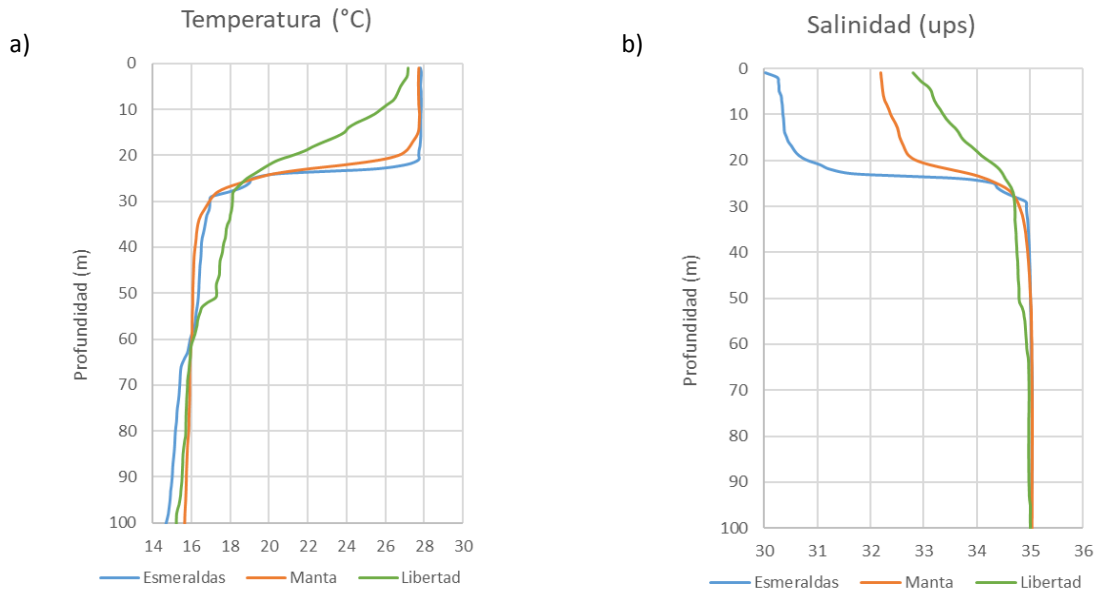 a)
Temperatura (°C)
0
10
20
30
40
50
60
70
80
90
100
Profundidad (m)
14 16 18 20 22 24 26 28 30
Esmeraldas Manta Libertad
b)
Salinidad (ups)
0
10
20
30
40
50
60
70
80
90
100
Profundidad (m)
30 31 32 33 34 35 36
Esmeraldas Manta Libertad